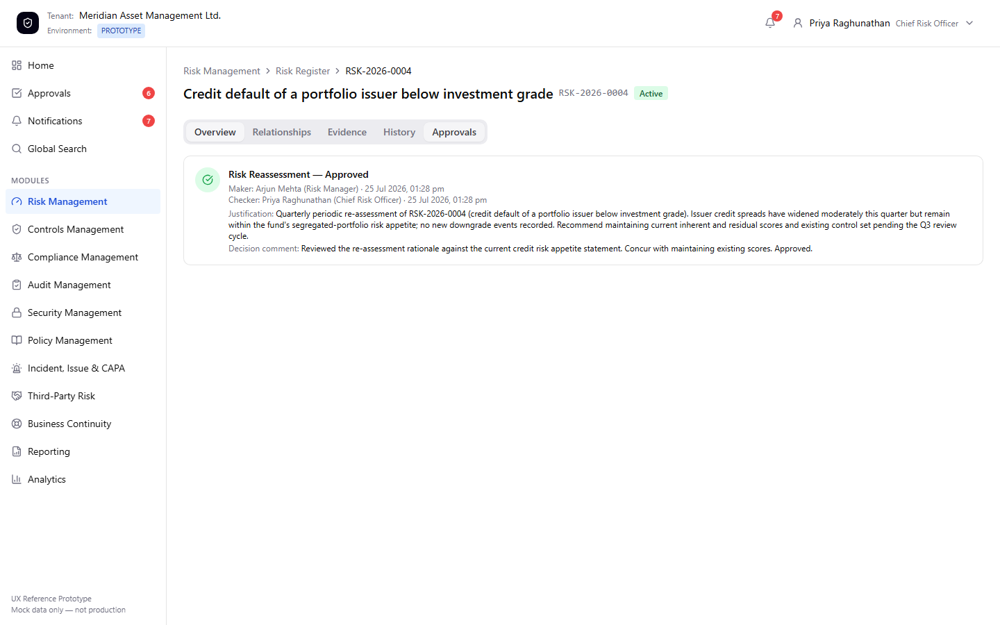 Tenant: Meridian Asset Management Ltd.
Environment: PROTOTYPE
7
Priya Raghunathan Chief Risk Officer
Home
Approvals 6
Notifications 7
Global Search
MODULES
Risk Management
Controls Management
Compliance Management
Audit Management
Security Management
Policy Management
Incident, Issue & CAPA
Third-Party Risk
Business Continuity
Reporting
Analytics
UX Reference Prototype
Mock data only — not production
Risk Management > Risk Register > RSK-2026-0004
Credit default of a portfolio issuer below investment grade RSK-2026-0004 Active
Overview Relationships Evidence History Approvals
Risk Reassessment — Approved
Maker: Arjun Mehta (Risk Manager) · 25 Jul 2026, 01:28 pm
Checker: Priya Raghunathan (Chief Risk Officer) · 25 Jul 2026, 01:28 pm
Justification: Quarterly periodic re-assessment of RSK-2026-0004 (credit default of a portfolio issuer below investment grade). Issuer credit spreads have widened moderately this quarter but remain
within the fund's segregated-portfolio risk appetite; no new downgrade events recorded. Recommend maintaining current inherent and residual scores and existing control set pending the Q3 review
cycle.
Decision comment: Reviewed the re-assessment rationale against the current credit risk appetite statement. Concur with maintaining existing scores. Approved.